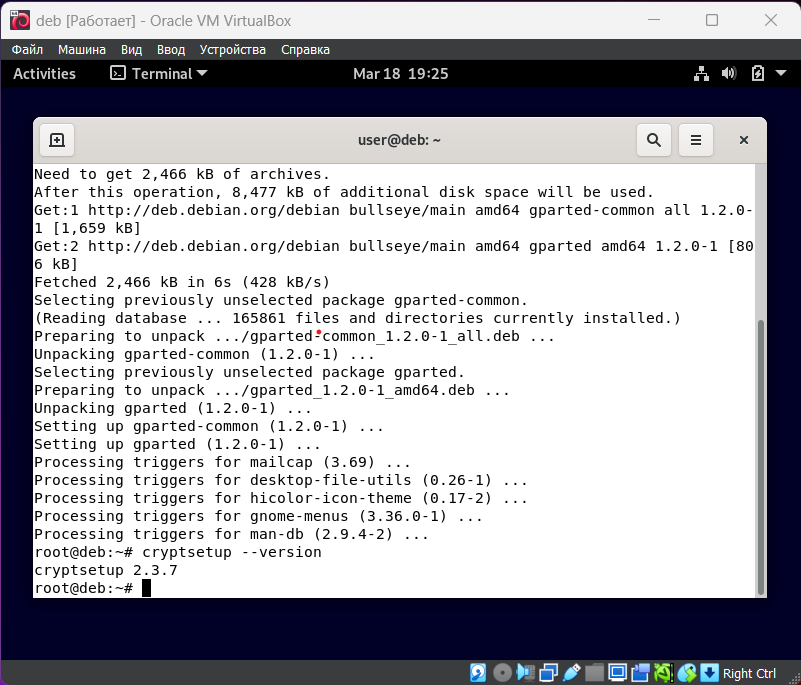 deb [Работает] - Oracle VM VirtualBox
Файл Машина Вид Ввод Устройства Справка
Activities Terminal Mar 18 19:25
user@deb: ~
Need to get 2,466 kB of archives.
After this operation, 8,477 kB of additional disk space will be used.
Get:1 http://deb.debian.org/debian bullseye/main amd64 gparted-common all 1.2.0-
1 [1,659 kB]
Get:2 http://deb.debian.org/debian bullseye/main amd64 gparted amd64 1.2.0-1 [80
6 kB]
Fetched 2,466 kB in 6s (428 kB/s)
Selecting previously unselected package gparted-common.
(Reading database ... 165861 files and directories currently installed.)
Preparing to unpack .../gparted-common_1.2.0-1_all.deb ...
Unpacking gparted-common (1.2.0-1) ...
Selecting previously unselected package gparted.
Preparing to unpack .../gparted_1.2.0-1_amd64.deb ...
Unpacking gparted (1.2.0-1) ...
Setting up gparted-common (1.2.0-1) ...
Setting up gparted (1.2.0-1) ...
Processing triggers for mailcap (3.69) ...
Processing triggers for desktop-file-utils (0.26-1) ...
Processing triggers for hicolor-icon-theme (0.17-2) ...
Processing triggers for gnome-menus (3.36.0-1) ...
Processing triggers for man-db (2.9.4-2) ...
root@deb:~# cryptsetup --version
cryptsetup 2.3.7
root@deb:~#
Right Ctrl